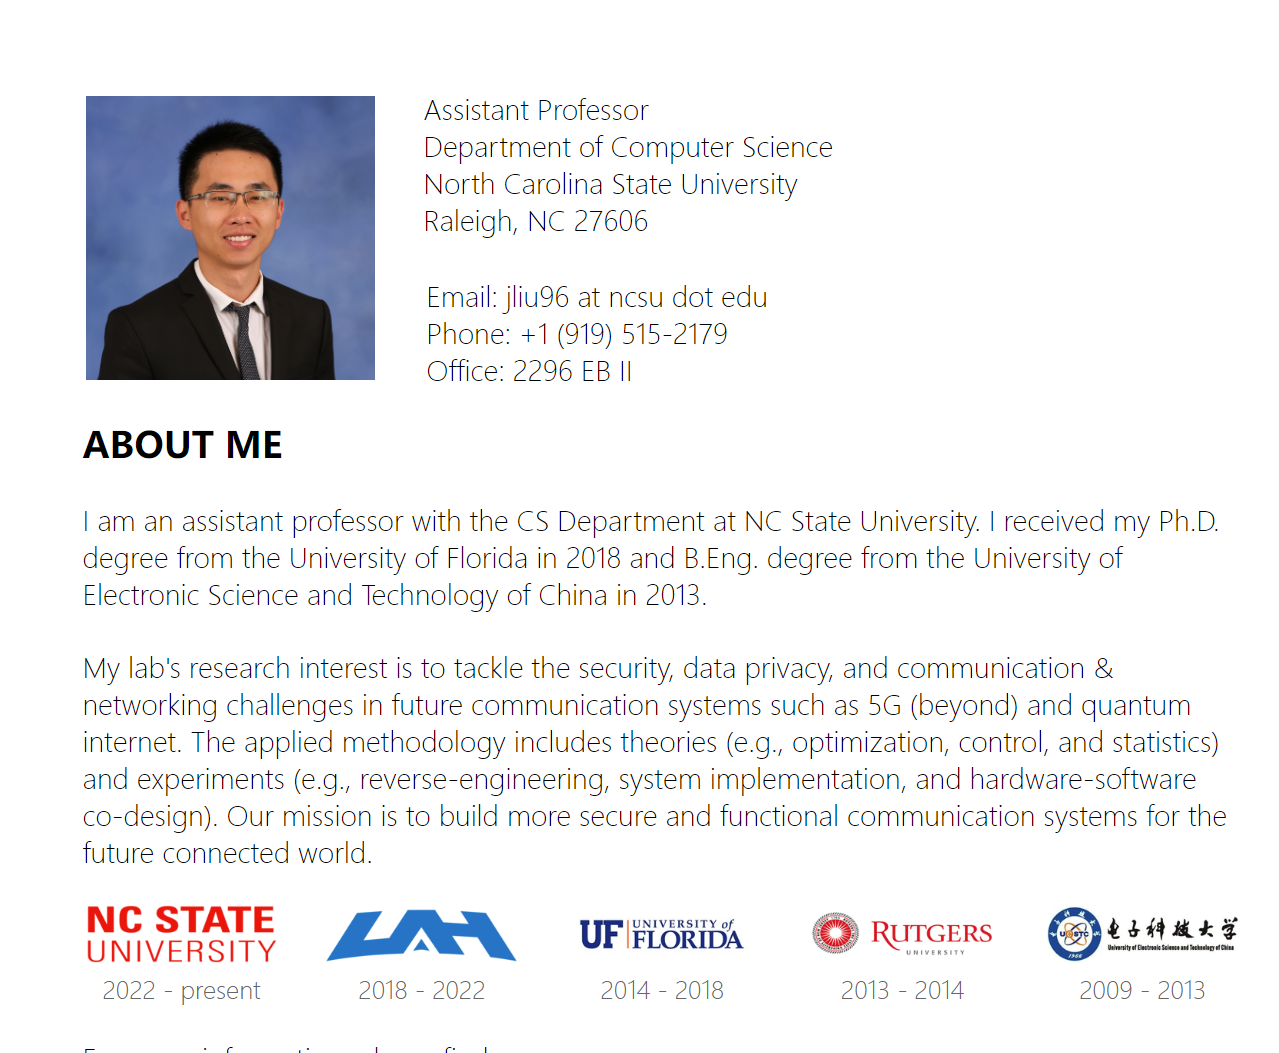 Assistant Professor
Department of Computer Science
North Carolina State University
Raleigh, NC 27606
Email: jliu96 at ncsu dot edu
Phone: +1 (919) 515-2179
Office: 2296 EB II
ABOUT ME
I am an assistant professor with the CS Department at NC State University. I received my Ph.D.
degree from the University of Florida in 2018 and B.Eng. degree from the University of
Electronic Science and Technology of China in 2013.
My lab's research interest is to tackle the security, data privacy, and communication &
networking challenges in future communication systems such as 5G (beyond) and quantum
internet. The applied methodology includes theories (e.g., optimization, control, and statistics)
and experiments (e.g., reverse-engineering, system implementation, and hardware-software
co-design). Our mission is to build more secure and functional communication systems for the
future connected world.
NC STATE
UNIVERSITY
UAH
UF UNIVERSITY of
FLORIDA
RUTGERS
UNIVERSITY
电子科技大学
University of Electronic Science and Technology of China
UESTC
1956
2022 - present
2018 - 2022
2014 - 2018
2013 - 2014
2009 - 2013